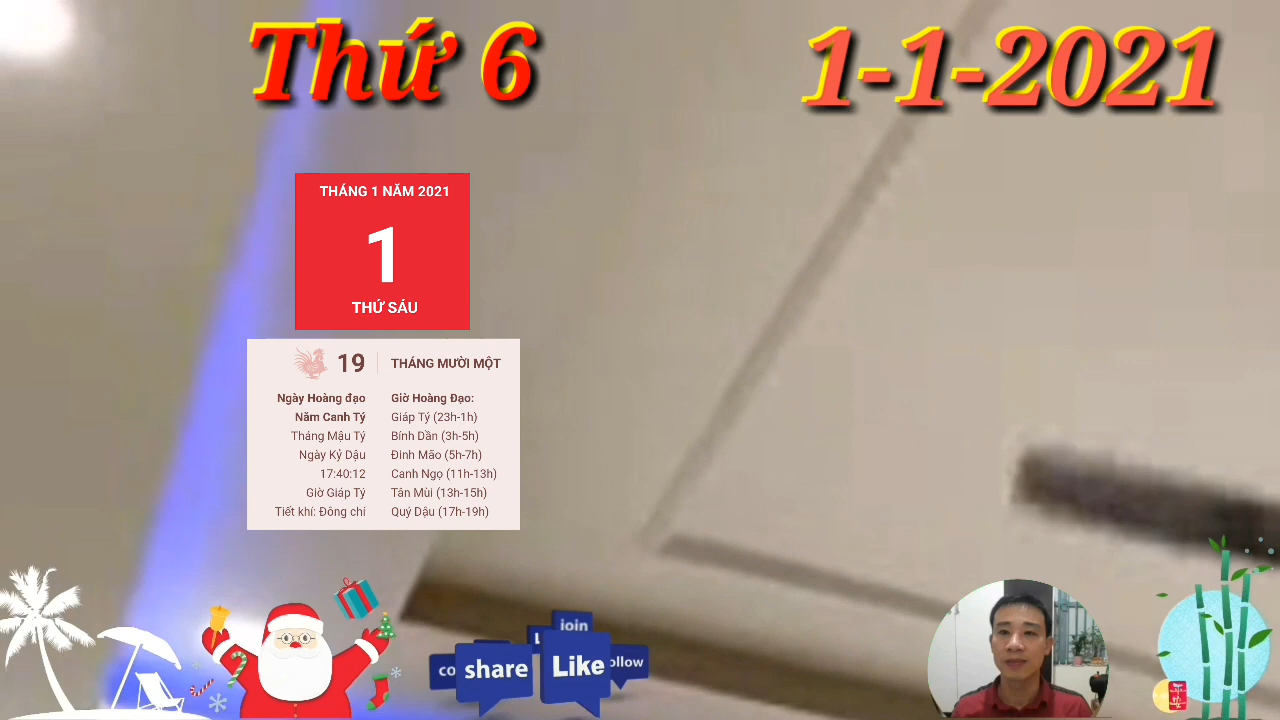 Thứ 6
1-1-2021
THÁNG 1 NĂM 2021
1
THỨ SÁU
19
THÁNG MƯỜI MỘT
Ngày Hoàng đạo
Năm Canh Tý
Tháng Mậu Tý
Ngày Kỷ Dậu
17:40:12
Giờ Giáp Tý
Tiết khí: Đông chí
Giờ Hoàng Đạo:
Giáp Tý (23h-1h)
Bính Dần (3h-5h)
Đinh Mão (5h-7h)
Canh Ngọ (11h-13h)
Tân Mùi (13h-15h)
Quý Dậu (17h-19h)
join
share
Like